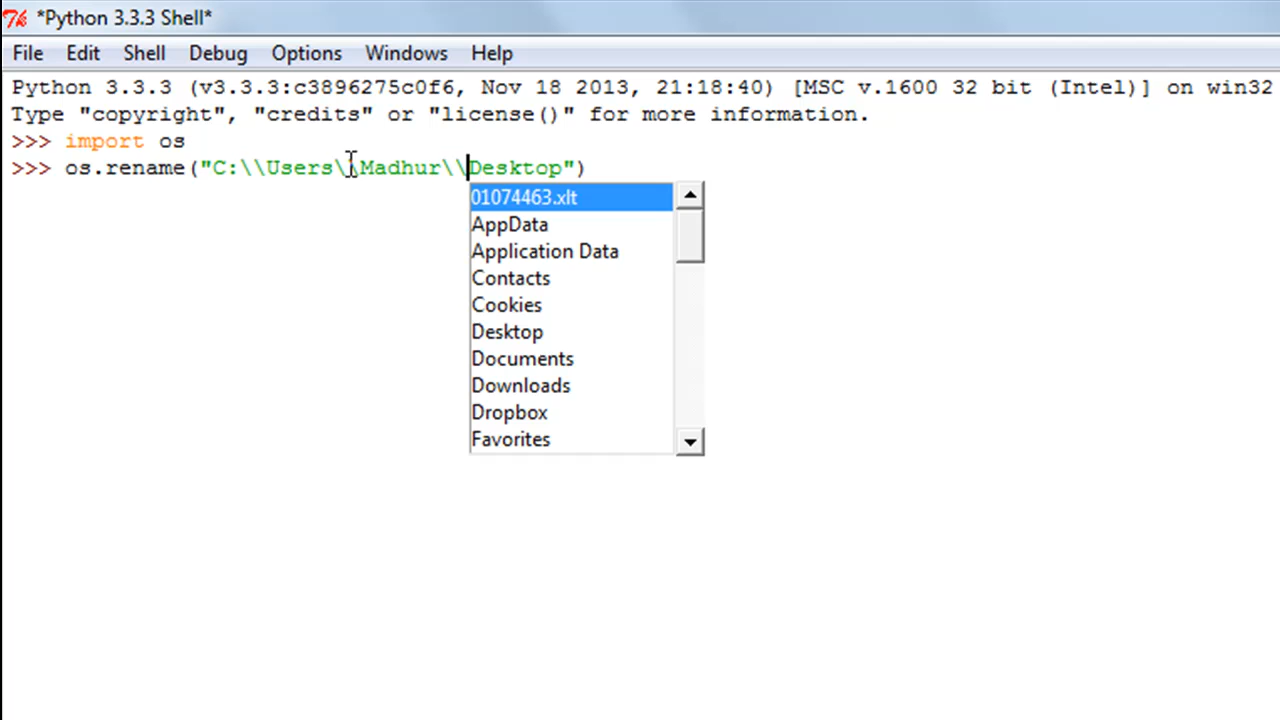 *Python 3.3.3 Shell*
File Edit Shell Debug Options Windows Help
Python 3.3.3 (v3.3.3:c3896275c0f6, Nov 18 2013, 21:18:40) [MSC v.1600 32 bit (Intel)] on win32
Type "copyright", "credits" or "license()" for more information.
>>> import os
>>> os.rename("C:\\Users\\Madhur\\Desktop")
01074463.xlt
AppData
Application Data
Contacts
Cookies
Desktop
Documents
Downloads
Dropbox
Favorites